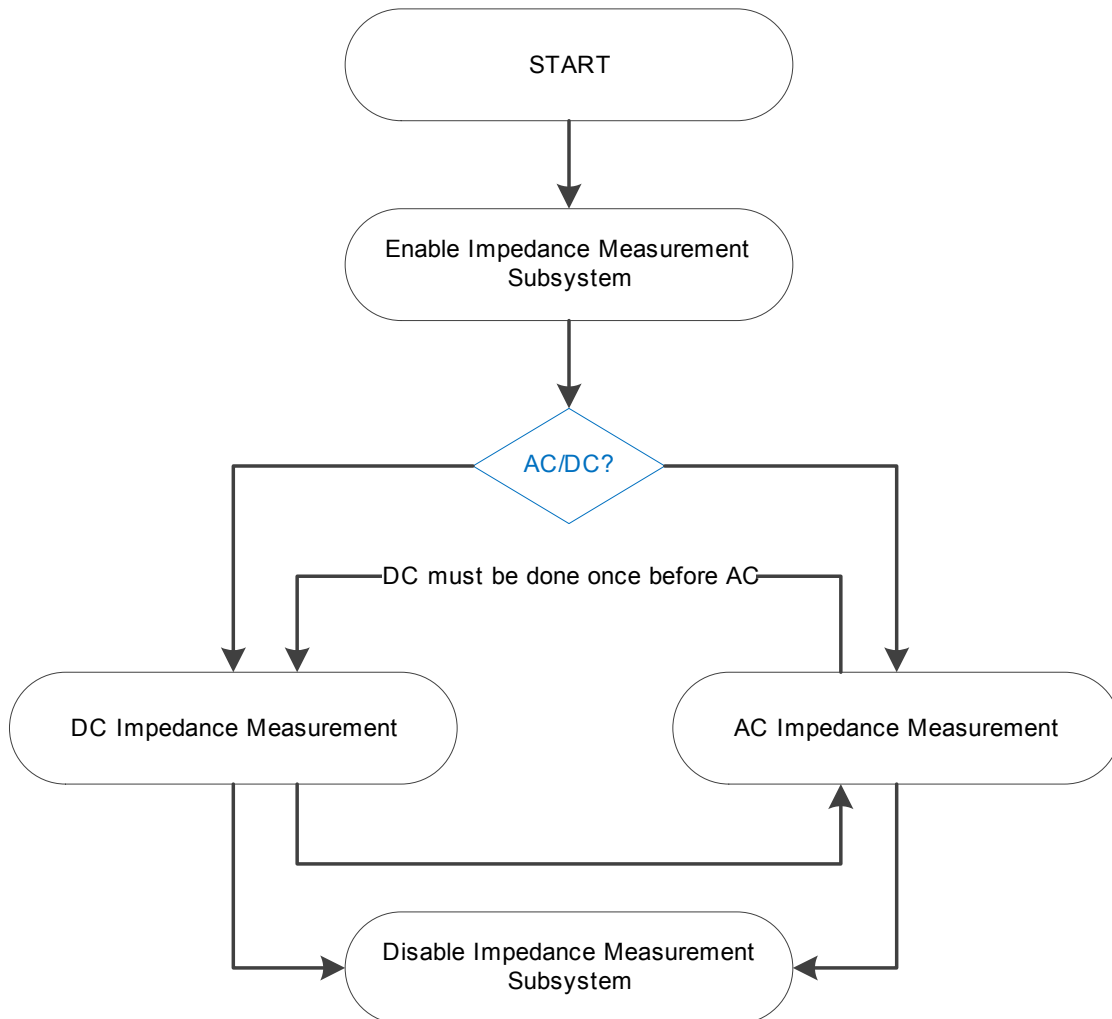 START
Enable Impedance Measurement
Subsystem
AC/DC?
DC must be done once before AC
DC Impedance Measurement
AC Impedance Measurement
Disable Impedance Measurement
Subsystem